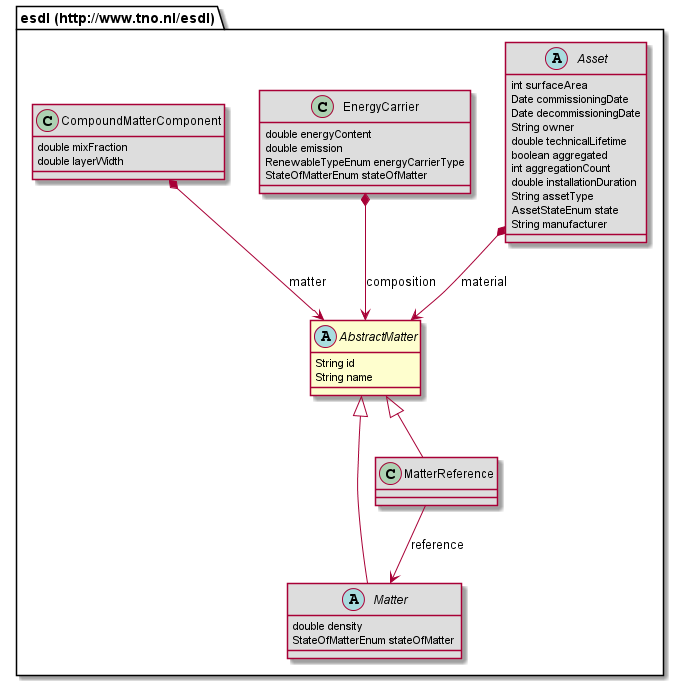 esdl (http://www.tno.nl/esdl)
A Asset
int surfaceArea
Date commissioningDate
Date decommissioningDate
String owner
double technicalLifetime
boolean aggregated
int aggregationCount
double installationDuration
String assetType
AssetStateEnum state
String manufacturer
C EnergyCarrier
double energyContent
double emission
RenewableTypeEnum energyCarrierType
StateOfMatterEnum stateOfMatter
C CompoundMatterComponent
double mixFraction
double layerWidth
matter
composition
material
A AbstractMatter
String id
String name
C MatterReference
reference
A Matter
double density
StateOfMatterEnum stateOfMatter